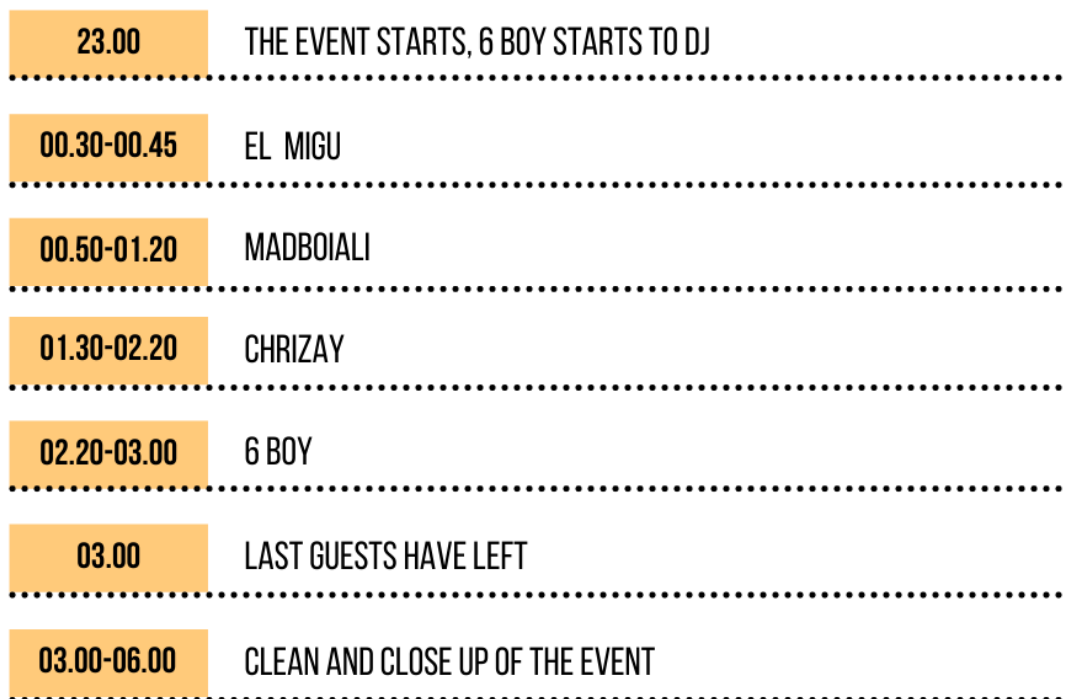 23.00 THE EVENT STARTS, 6 BOY STARTS TO DJ
00.30-00.45 EL MIGU
00.50-01.20 MADBOIALI
01.30-02.20 CHRIZAY
02.20-03.00 6 BOY
03.00 LAST GUESTS HAVE LEFT
03.00-06.00 CLEAN AND CLOSE UP OF THE EVENT